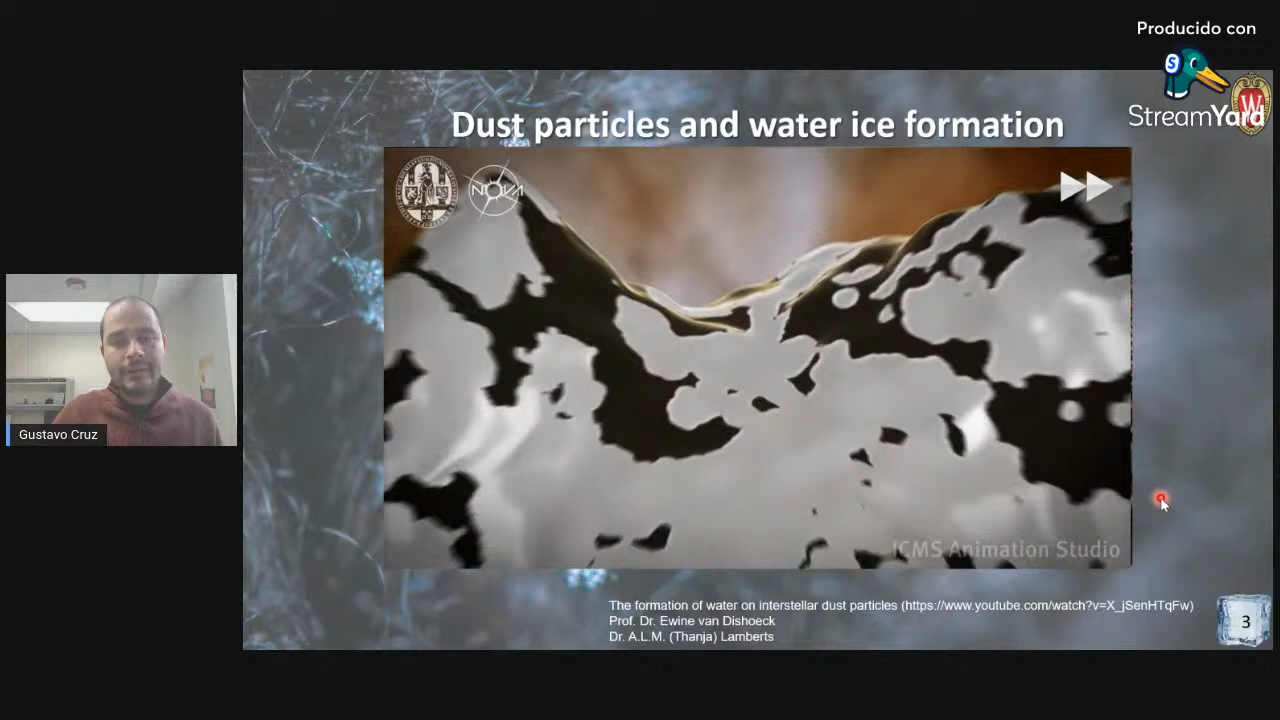 Producido con
StreamYard
W
Dust particles and water ice formation
NOVA
Gustavo Cruz
ICMS Animation Studio
The formation of water on interstellar dust particles (https://www.youtube.com/watch?v=X_jSenHTqFw)
Prof. Dr. Ewine van Dishoeck
Dr. A.L.M. (Thanja) Lamberts
3